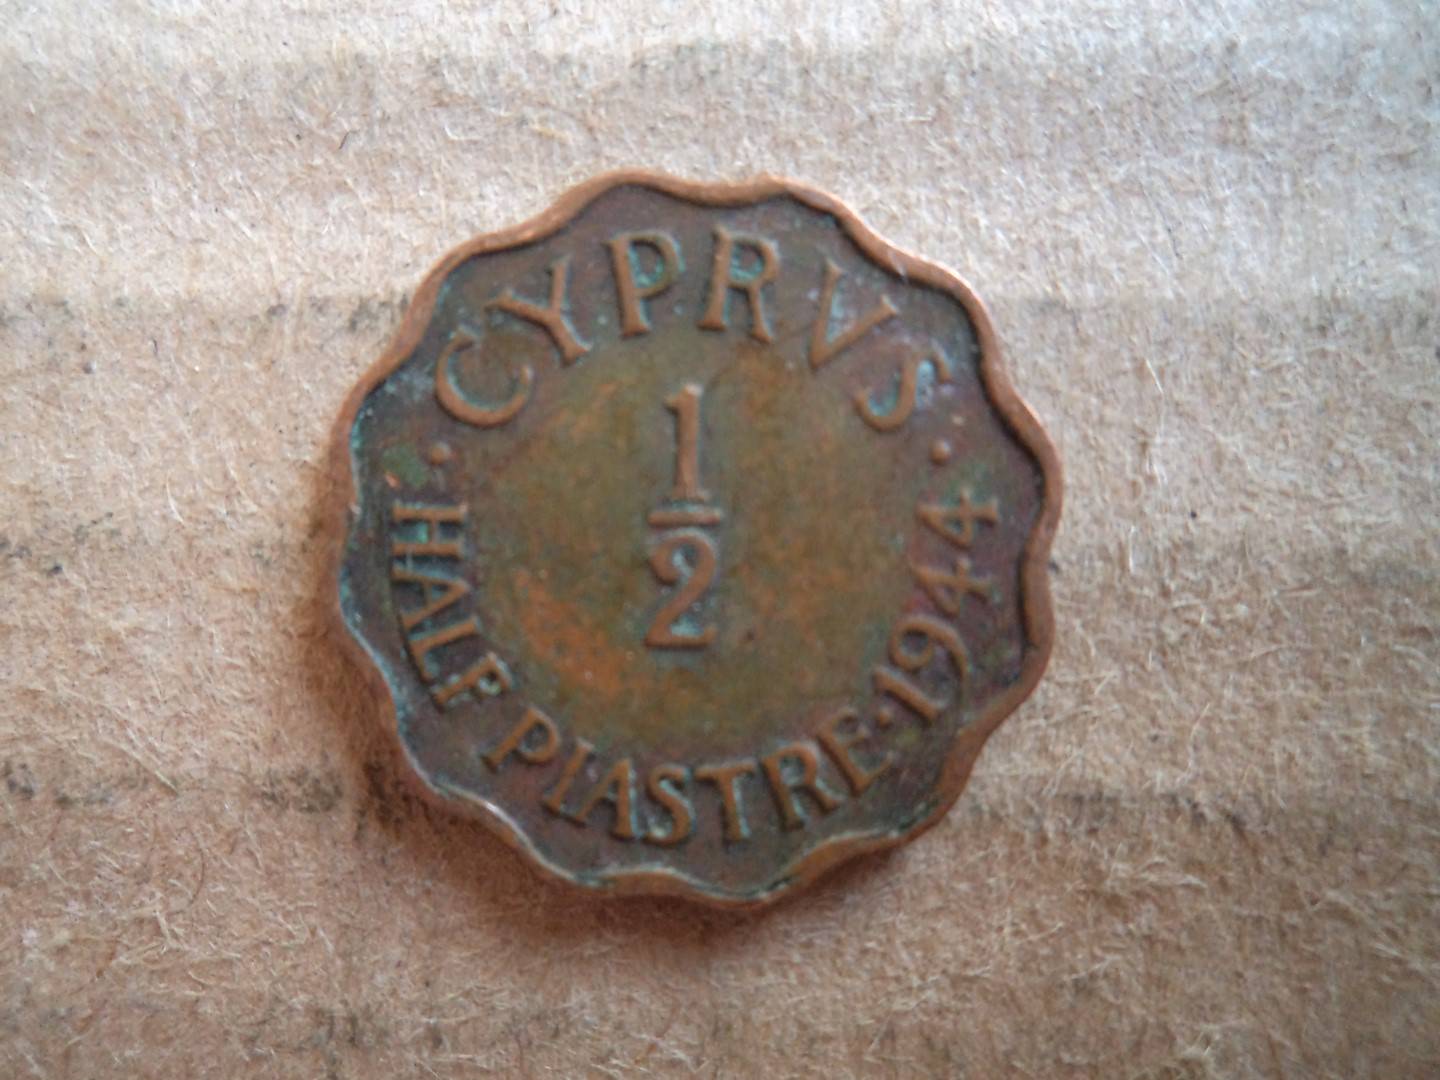 CYPRVS
1/2
· HALF PIASTRE · 1944 ·